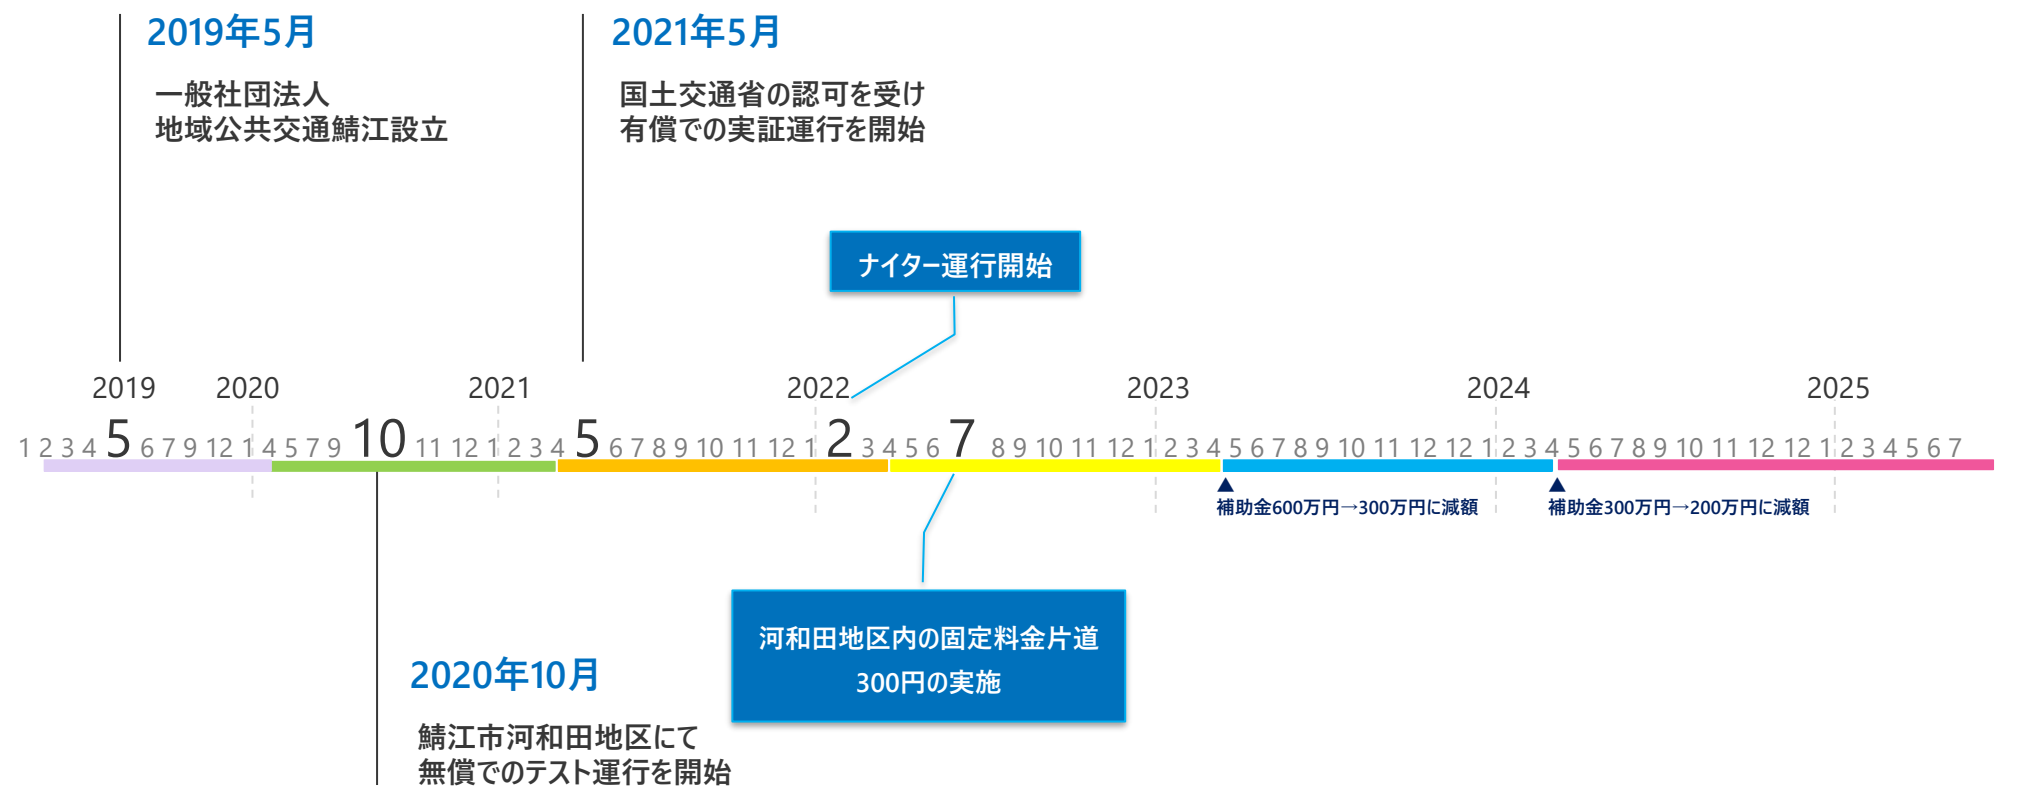 2019年5月
一般社団法人
地域公共交通鯖江設立
2021年5月
国土交通省の認可を受け
有償での実証運行を開始
ナイター運行開始
2019 2020 2021 2022 2023 2024 2025
1 2 3 4 5 6 7 9 12 1 4 5 7 9 10 11 12 1 2 3 4 5 6 7 8 9 10 11 12 1 2 3 4 5 6 7 8 9 10 11 12 1 2 3 4 5 6 7 8 9 10 11 12 12 1 2 3 4 5 6 7 8 9 10 11 12 12 1 2 3 4 5 6 7
補助金600万円→300万円に減額
補助金300万円→200万円に減額
河和田地区内の固定料金片道
300円の実施
2020年10月
鯖江市河和田地区にて
無償でのテスト運行を開始